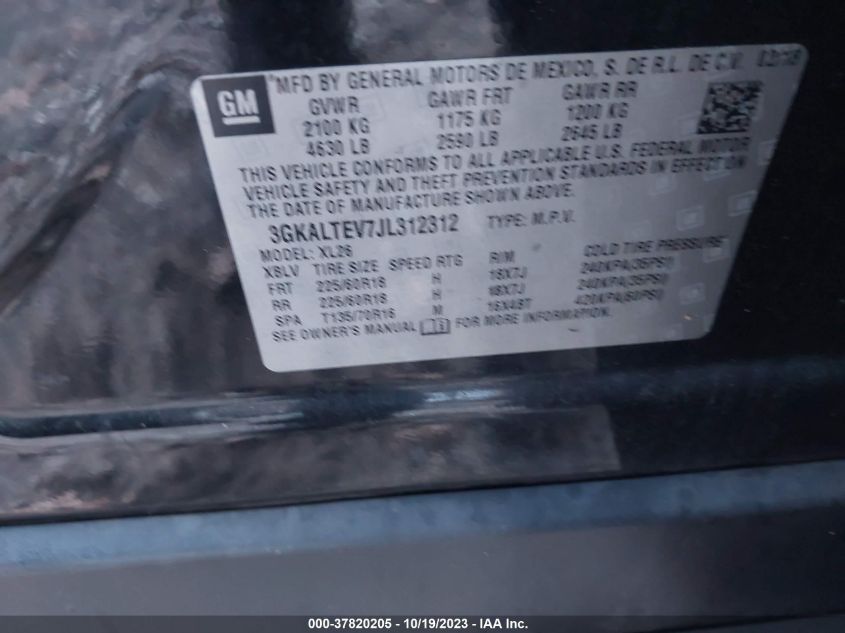 GM
MFD BY GENERAL MOTORS DE MEXICO, S. DE R.L. DE C.V.
GVWR GAWR FRT GAWR RR
2100 KG 1175 KG 1200 KG
4630 LB 2590 LB 2645 LB
THIS VEHICLE CONFORMS TO ALL APPLICABLE U.S. FEDERAL MOTOR
VEHICLE SAFETY AND THEFT PREVENTION STANDARDS IN EFFECT ON
THE DATE OF MANUFACTURE SHOWN ABOVE.
3GKALTEV7JL312312 TYPE: M.P.V.
MODEL: XL26
XBLV TIRE SIZE SPEED RTG RIM COLD TIRE PRESSURE
FRT 225/60R18 H 18X7J 240KPA(35PSI)
RR 225/60R18 H 18X7J 240KPA(35PSI)
SPA T135/70R16 M 16X4BT 420KPA(60PSI)
SEE OWNER'S MANUAL FOR MORE INFORMATION.
000-37820205 - 10/19/2023 - IAA Inc.